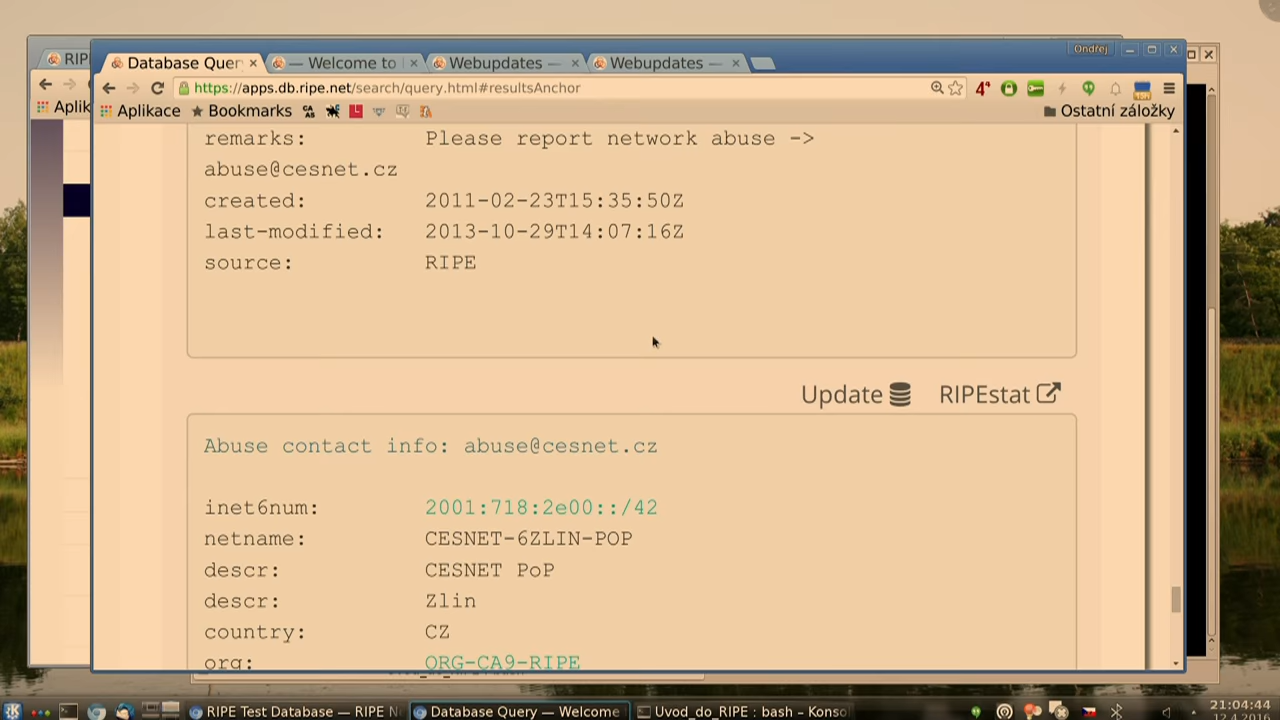 Ondřej
RIPE
Database Quer
— Welcome to
Webupdates —
Webupdates —
https://apps.db.ripe.net/search/query.html#resultsAnchor
Aplik
Aplikace
Bookmarks
Ostatní záložky
remarks: Please report network abuse ->
abuse@cesnet.cz
created: 2011-02-23T15:35:50Z
last-modified: 2013-10-29T14:07:16Z
source: RIPE
Update
RIPEstat
Abuse contact info: abuse@cesnet.cz
inet6num: 2001:718:2e00::/42
netname: CESNET-6ZLIN-POP
descr: CESNET PoP
descr: Zlin
country: CZ
org: ORG-CA9-RIPE
RIPE Test Database — RIPE N
Database Query — Welcome
Uvod_do_RIPE : bash – Konso
21:04:44